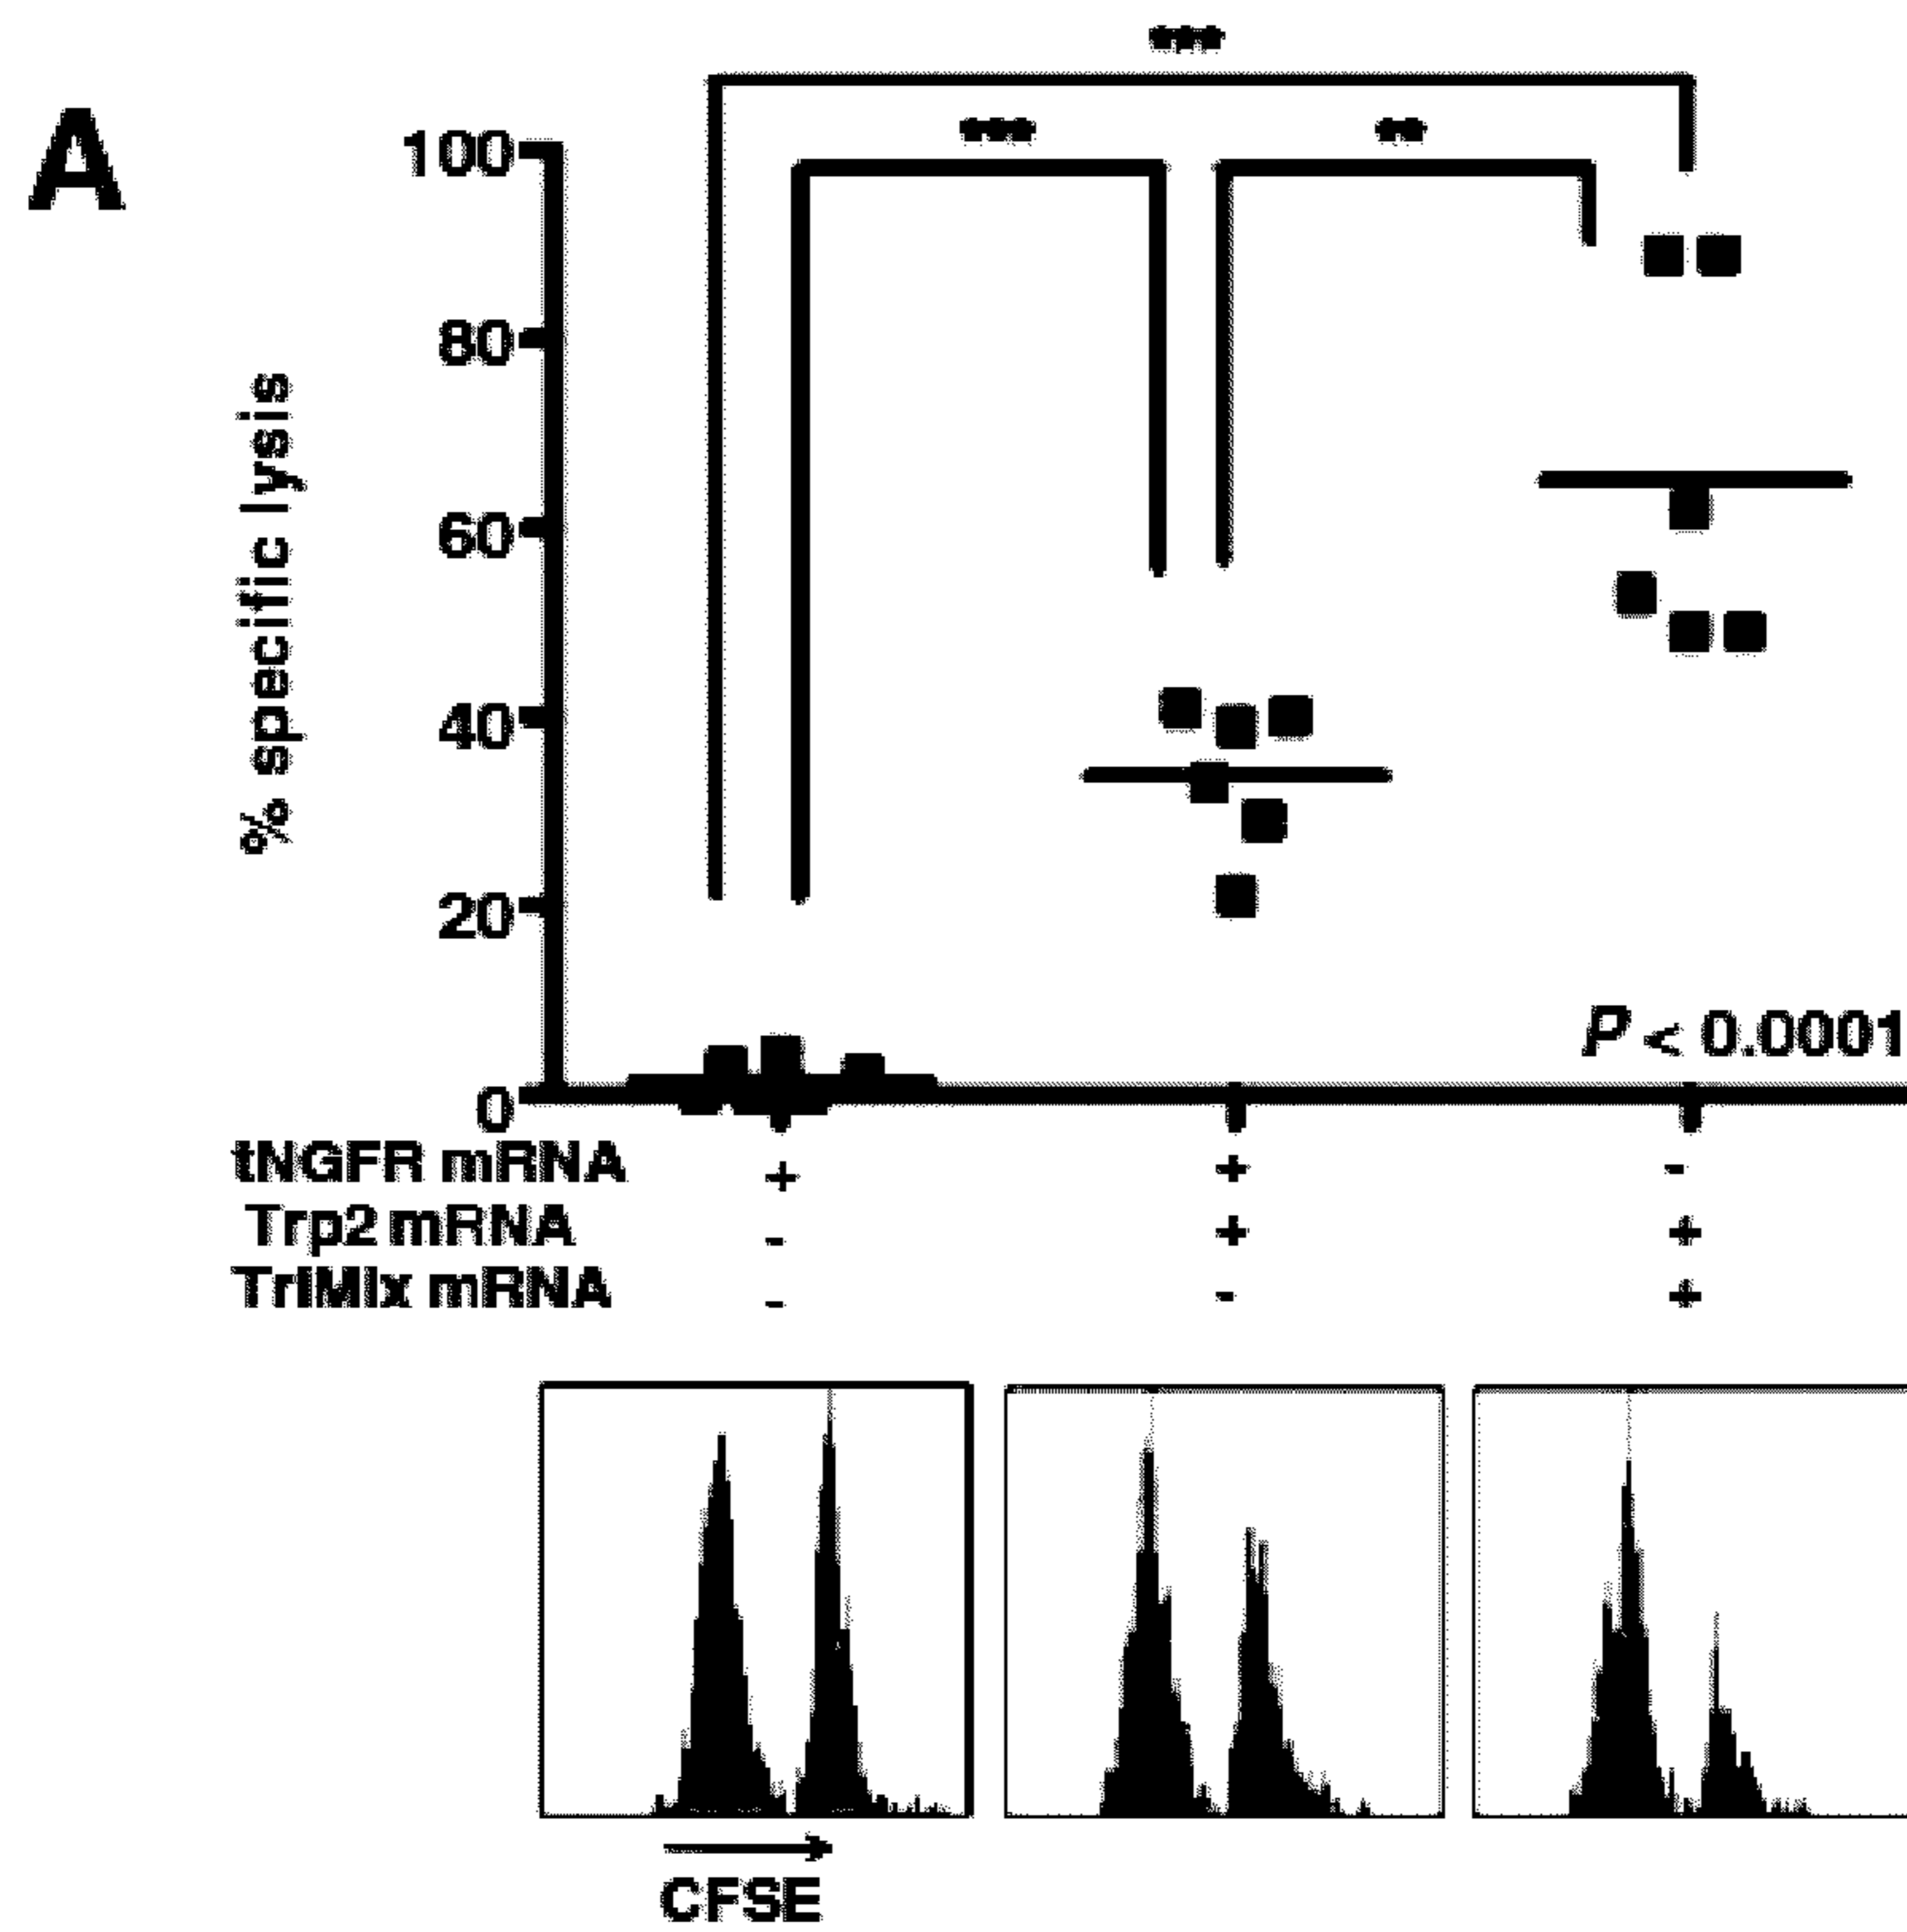 ***
*** **
A
100
80
60
40
20
0
% specific lysis
P < 0.0001
tNGFR mRNA + + -
Trp2 mRNA - + +
TriMix mRNA - - +
CFSE